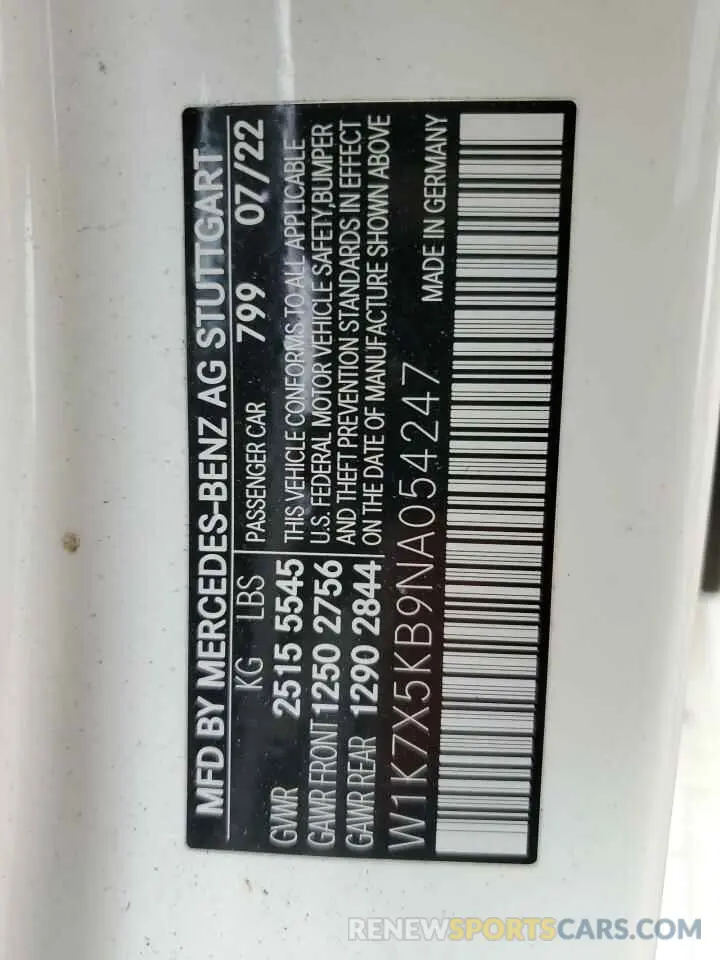 MFD BY MERCEDES-BENZ AG STUTTGART
KG LBS PASSENGER CAR 799 07/22
GVWR 2515 5545 THIS VEHICLE CONFORMS TO ALL APPLICABLE
GAWR FRONT 1250 2756 U.S. FEDERAL MOTOR VEHICLE SAFETY,BUMPER
GAWR REAR 1290 2844 AND THEFT PREVENTION STANDARDS IN EFFECT
ON THE DATE OF MANUFACTURE SHOWN ABOVE
W1K7X5KB9NA054247 MADE IN GERMANY
RENEWSPORTSCARS.COM